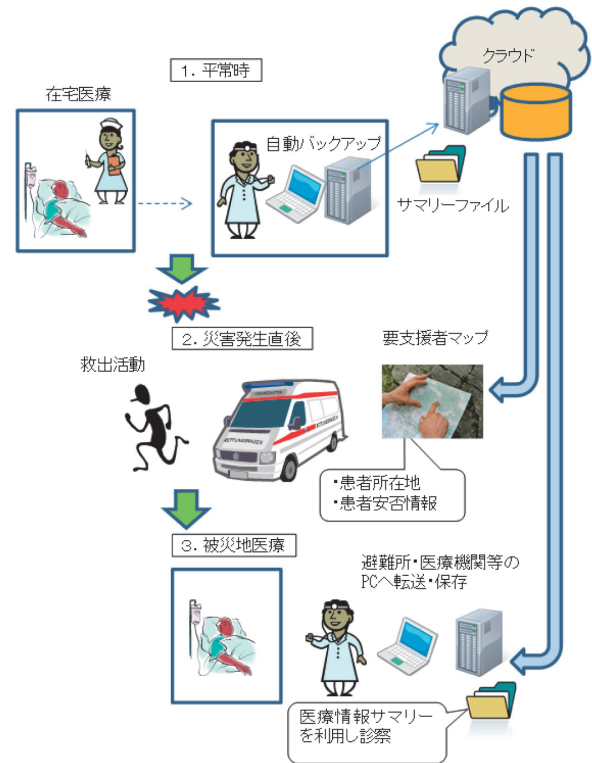 クラウド
1. 平常時
在宅医療
自動バックアップ
サマリーファイル
2. 災害発生直後
要支援者マップ
救出活動
RETTUNGSWAGEN
・患者所在地
・患者安否情報
3. 被災地医療
避難所・医療機関等の
PCへ転送・保存
医療情報サマリー
を利用し診察